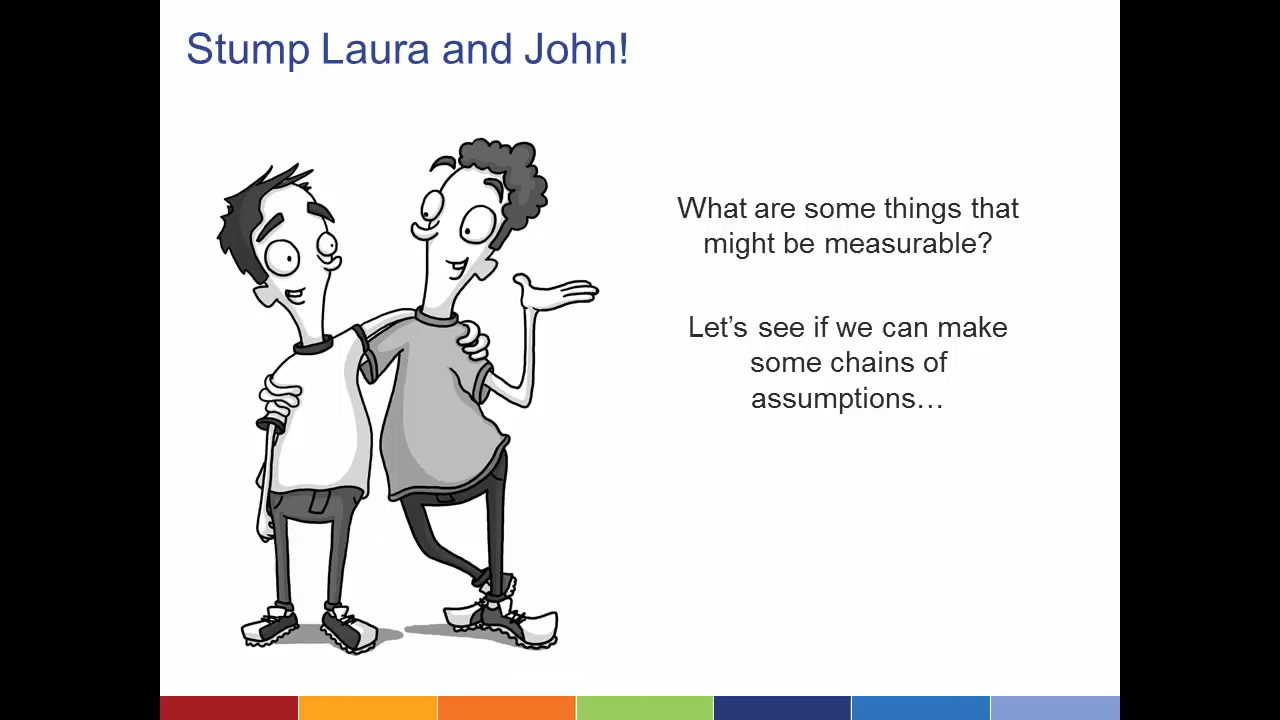 Stump Laura and John!
What are some things that
might be measurable?
Let’s see if we can make
some chains of
assumptions…